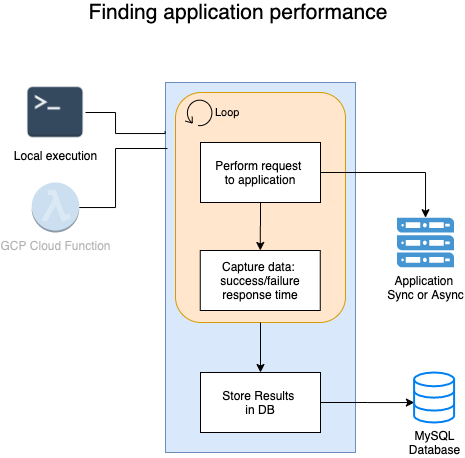 Finding application performance
>_
Local execution
λ
GCP Cloud Function
Loop
Perform request
to application
Capture data:
success/failure
response time
Application
Sync or Async
Store Results
in DB
MySQL
Database